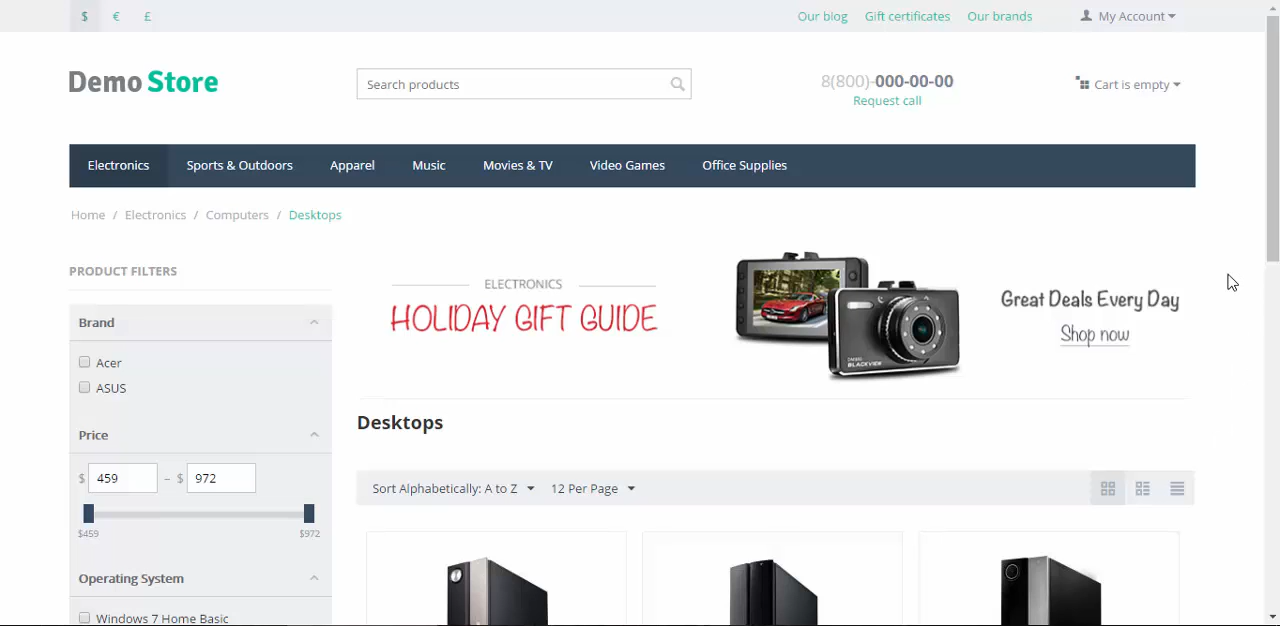 $ € £ Our blog Gift certificates Our brands My Account
Demo Store Search products 8(800)-000-00-00 Cart is empty
Request call
Electronics Sports & Outdoors Apparel Music Movies & TV Video Games Office Supplies
Home / Electronics / Computers / Desktops
PRODUCT FILTERS
Brand
Acer
ASUS
Price
$ 459 – $ 972
$459 $972
Operating System
Windows 7 Home Basic
ELECTRONICS
HOLIDAY GIFT GUIDE
BLACKVIEW
Great Deals Every Day
Shop now
Desktops
Sort Alphabetically: A to Z 12 Per Page